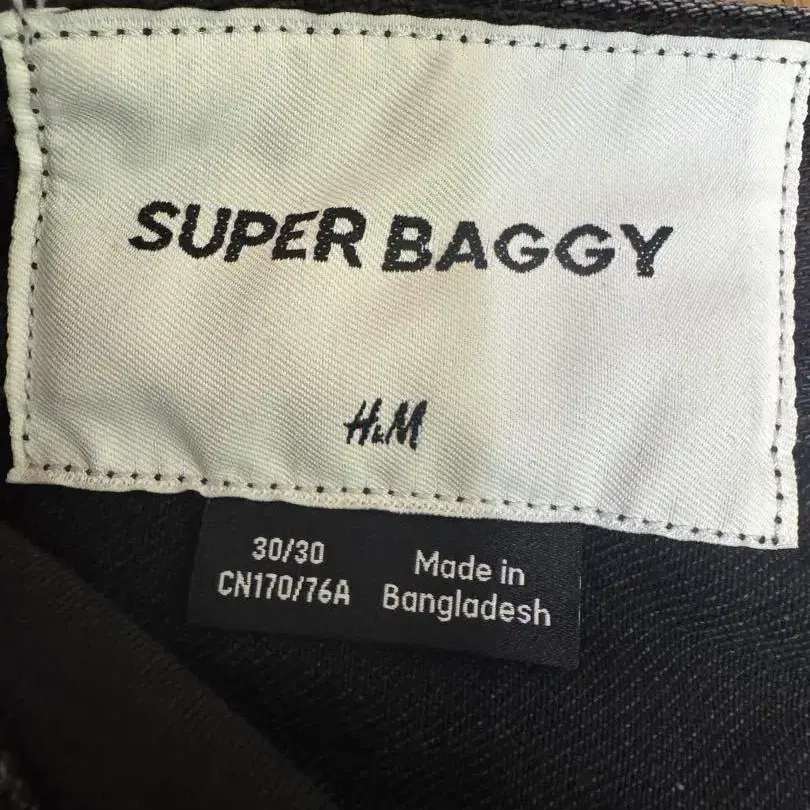 SUPER BAGGY
H&M
30/30
CN170/76A
Made in
Bangladesh